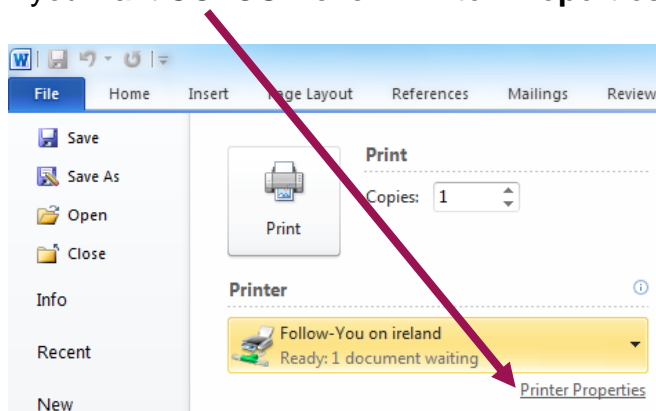 W
File Home Insert Page Layout References Mailings Review
Save
Print
Save As
Copies: 1
Open
Print
Close
Printer
Info
Follow-You on ireland
Ready: 1 document waiting
Recent
Printer Properties
New